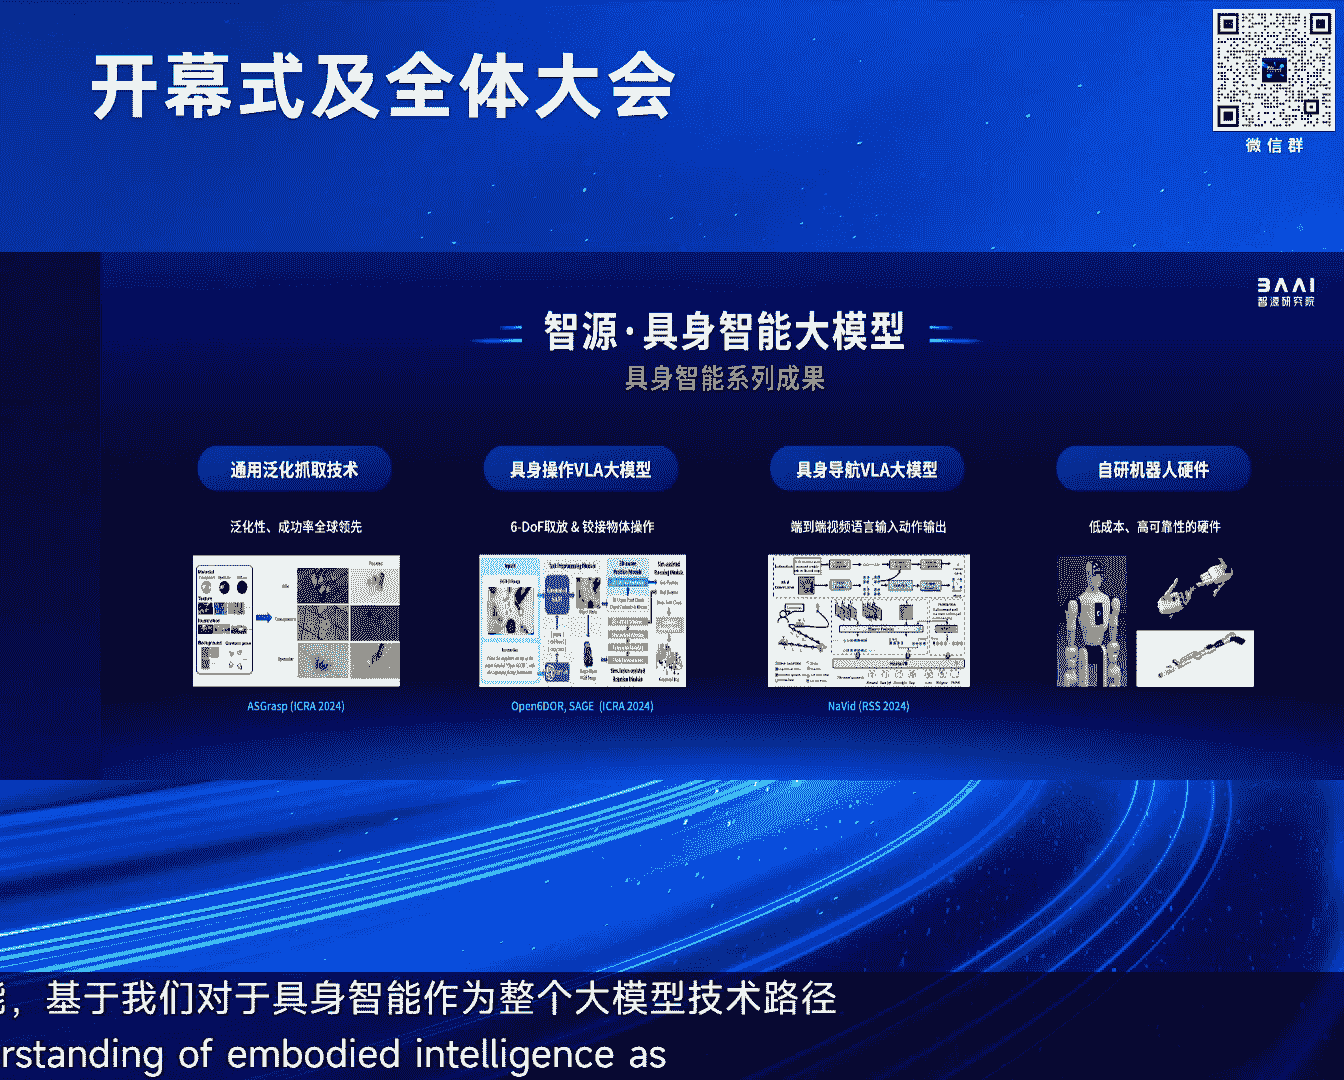 开幕式及全体大会
微信群
BAAI
智源研究院
智源·具身智能大模型
具身智能系列成果
通用泛化抓取技术
具身操作VLA大模型
具身导航VLA大模型
自研机器人硬件
泛化性、成功率全球领先
6-DoF取放 & 铰接物体操作
端到端视频语言输入动作输出
低成本、高可靠性的硬件
ASGrasp (ICRA 2024)
Open6DOR, SAGE (ICRA 2024)
NaVid (RSS 2024)
，基于我们对于具身智能作为整个大模型技术路径
rstanding of embodied intelligence as